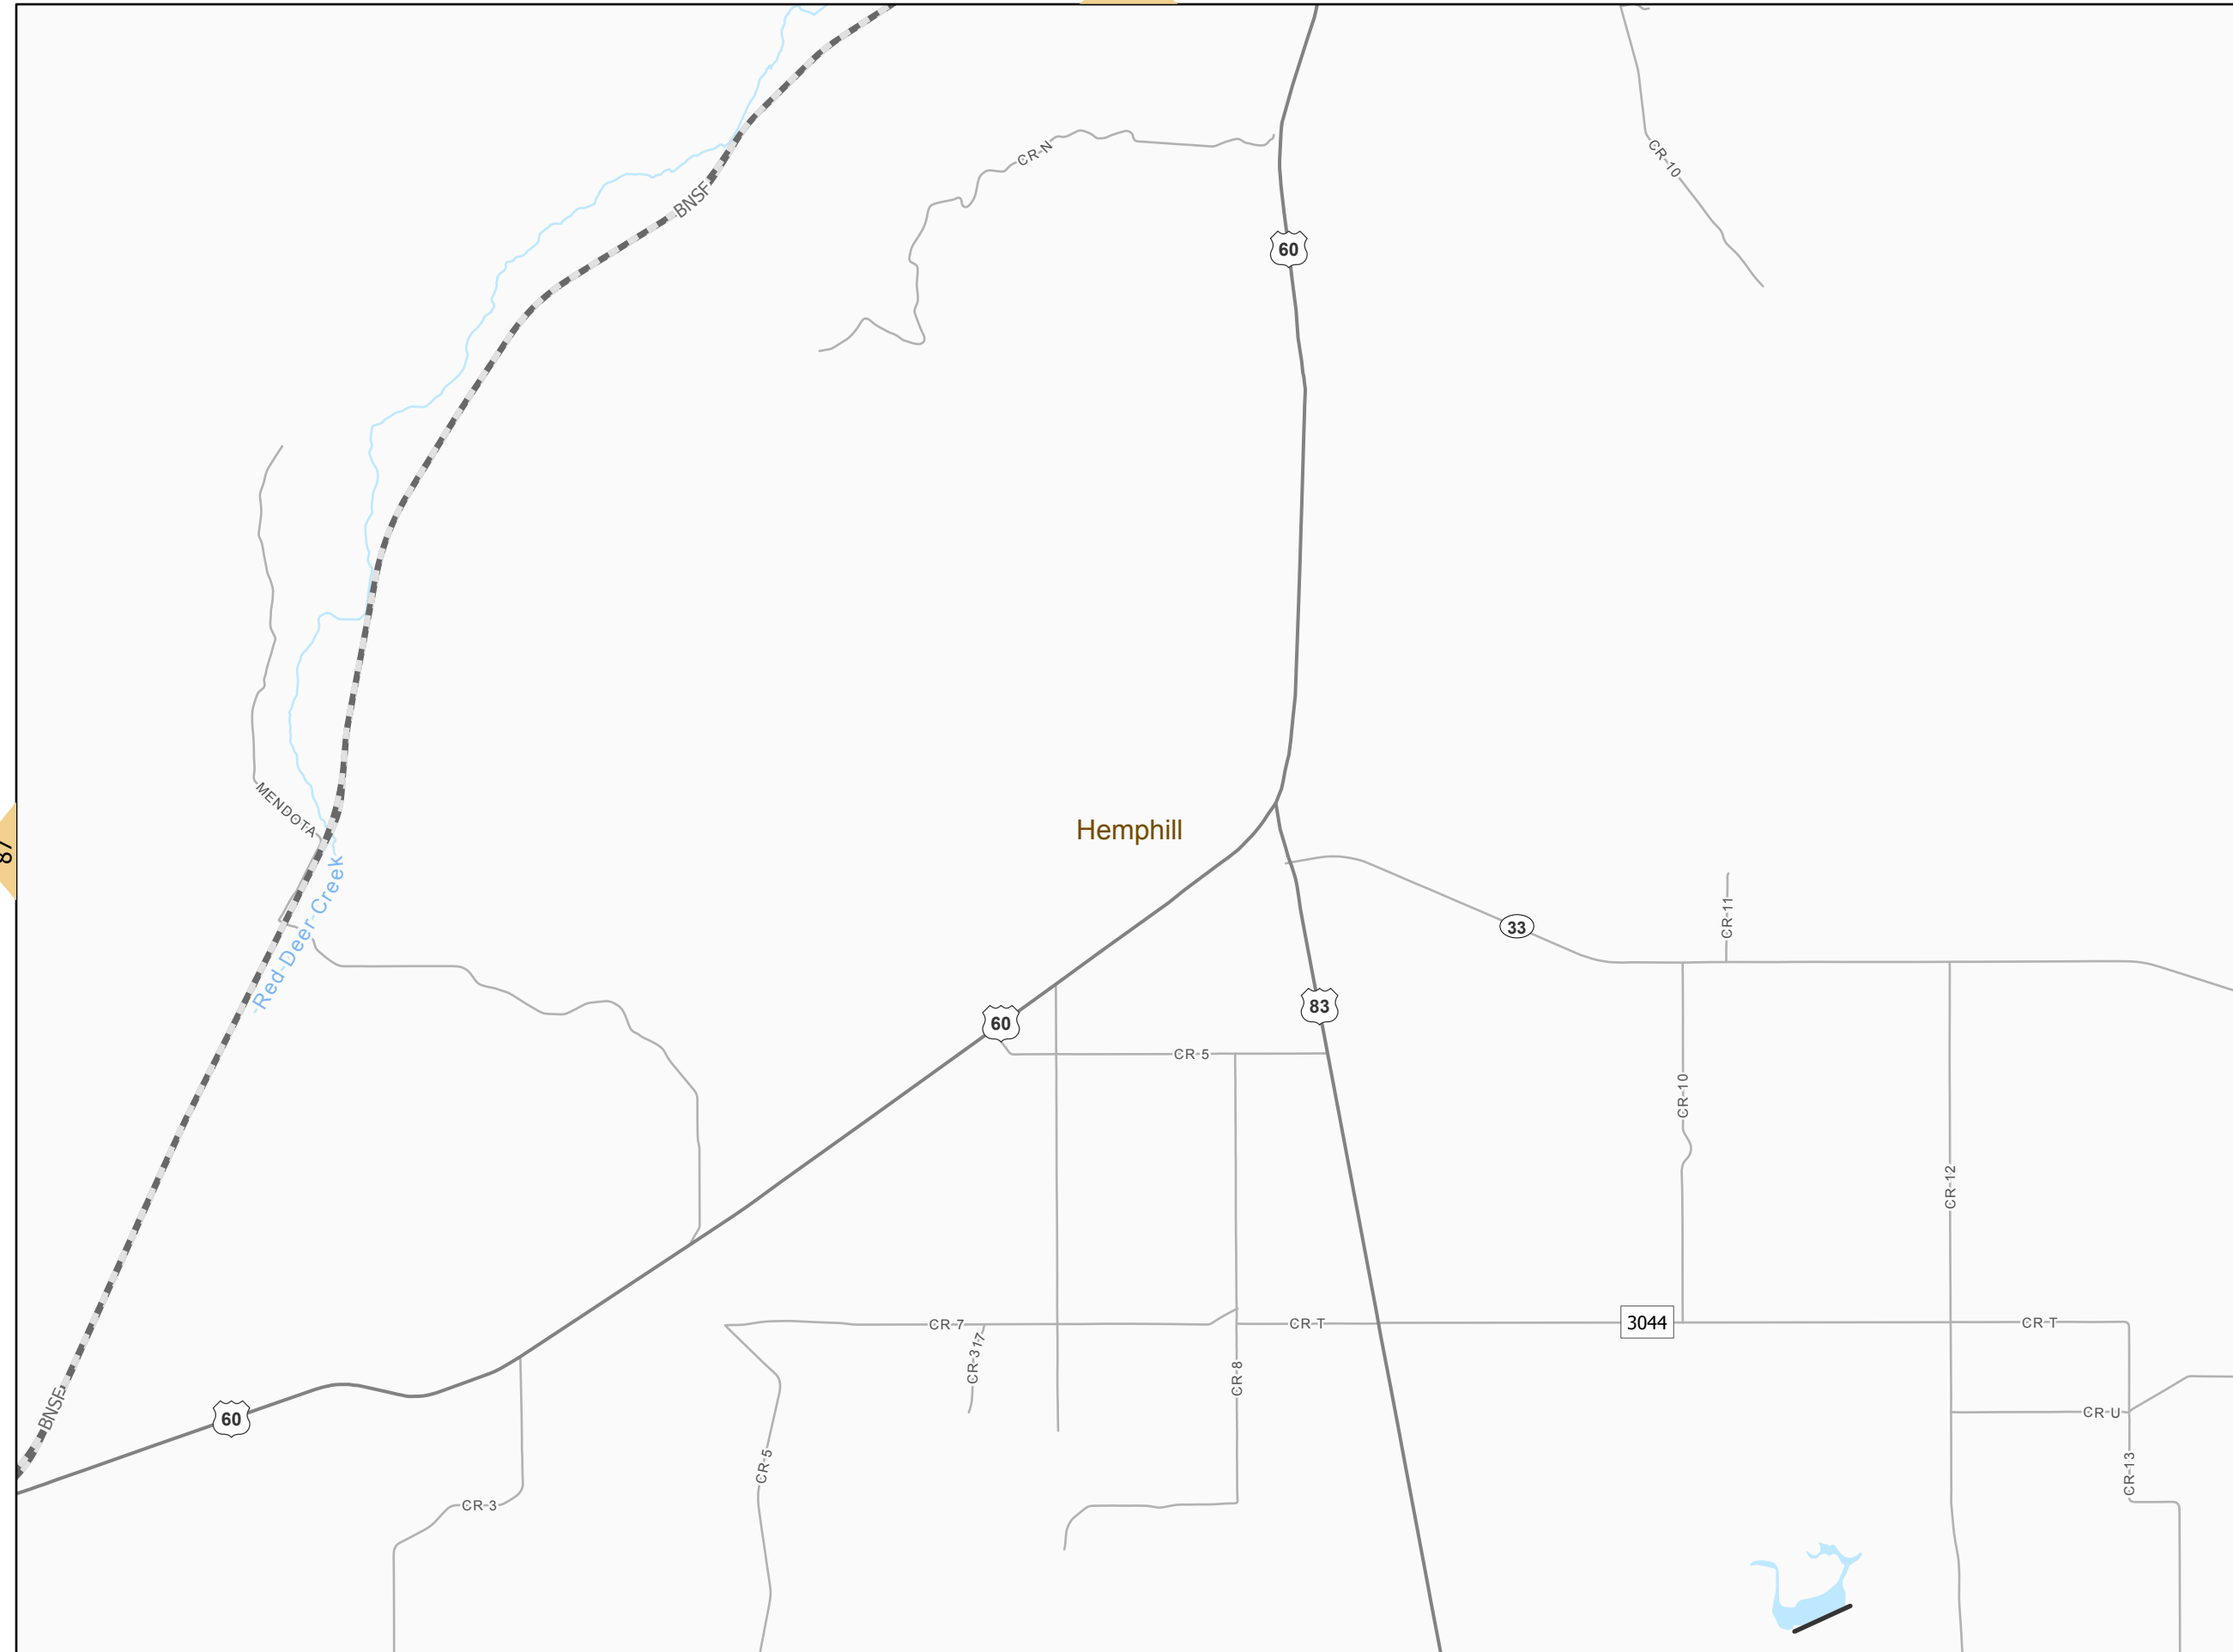 CR-N
CR-10
BNSF
60
MENDOTA
Hemphill
87
Red Deer Creek
33
CR-11
83
60
CR-5
CR-10
CR-12
CR-7
CR-T
3044
CR-T
CR-317
CR-8
BNSF
60
CR-U
CR-5
CR-13
CR-3